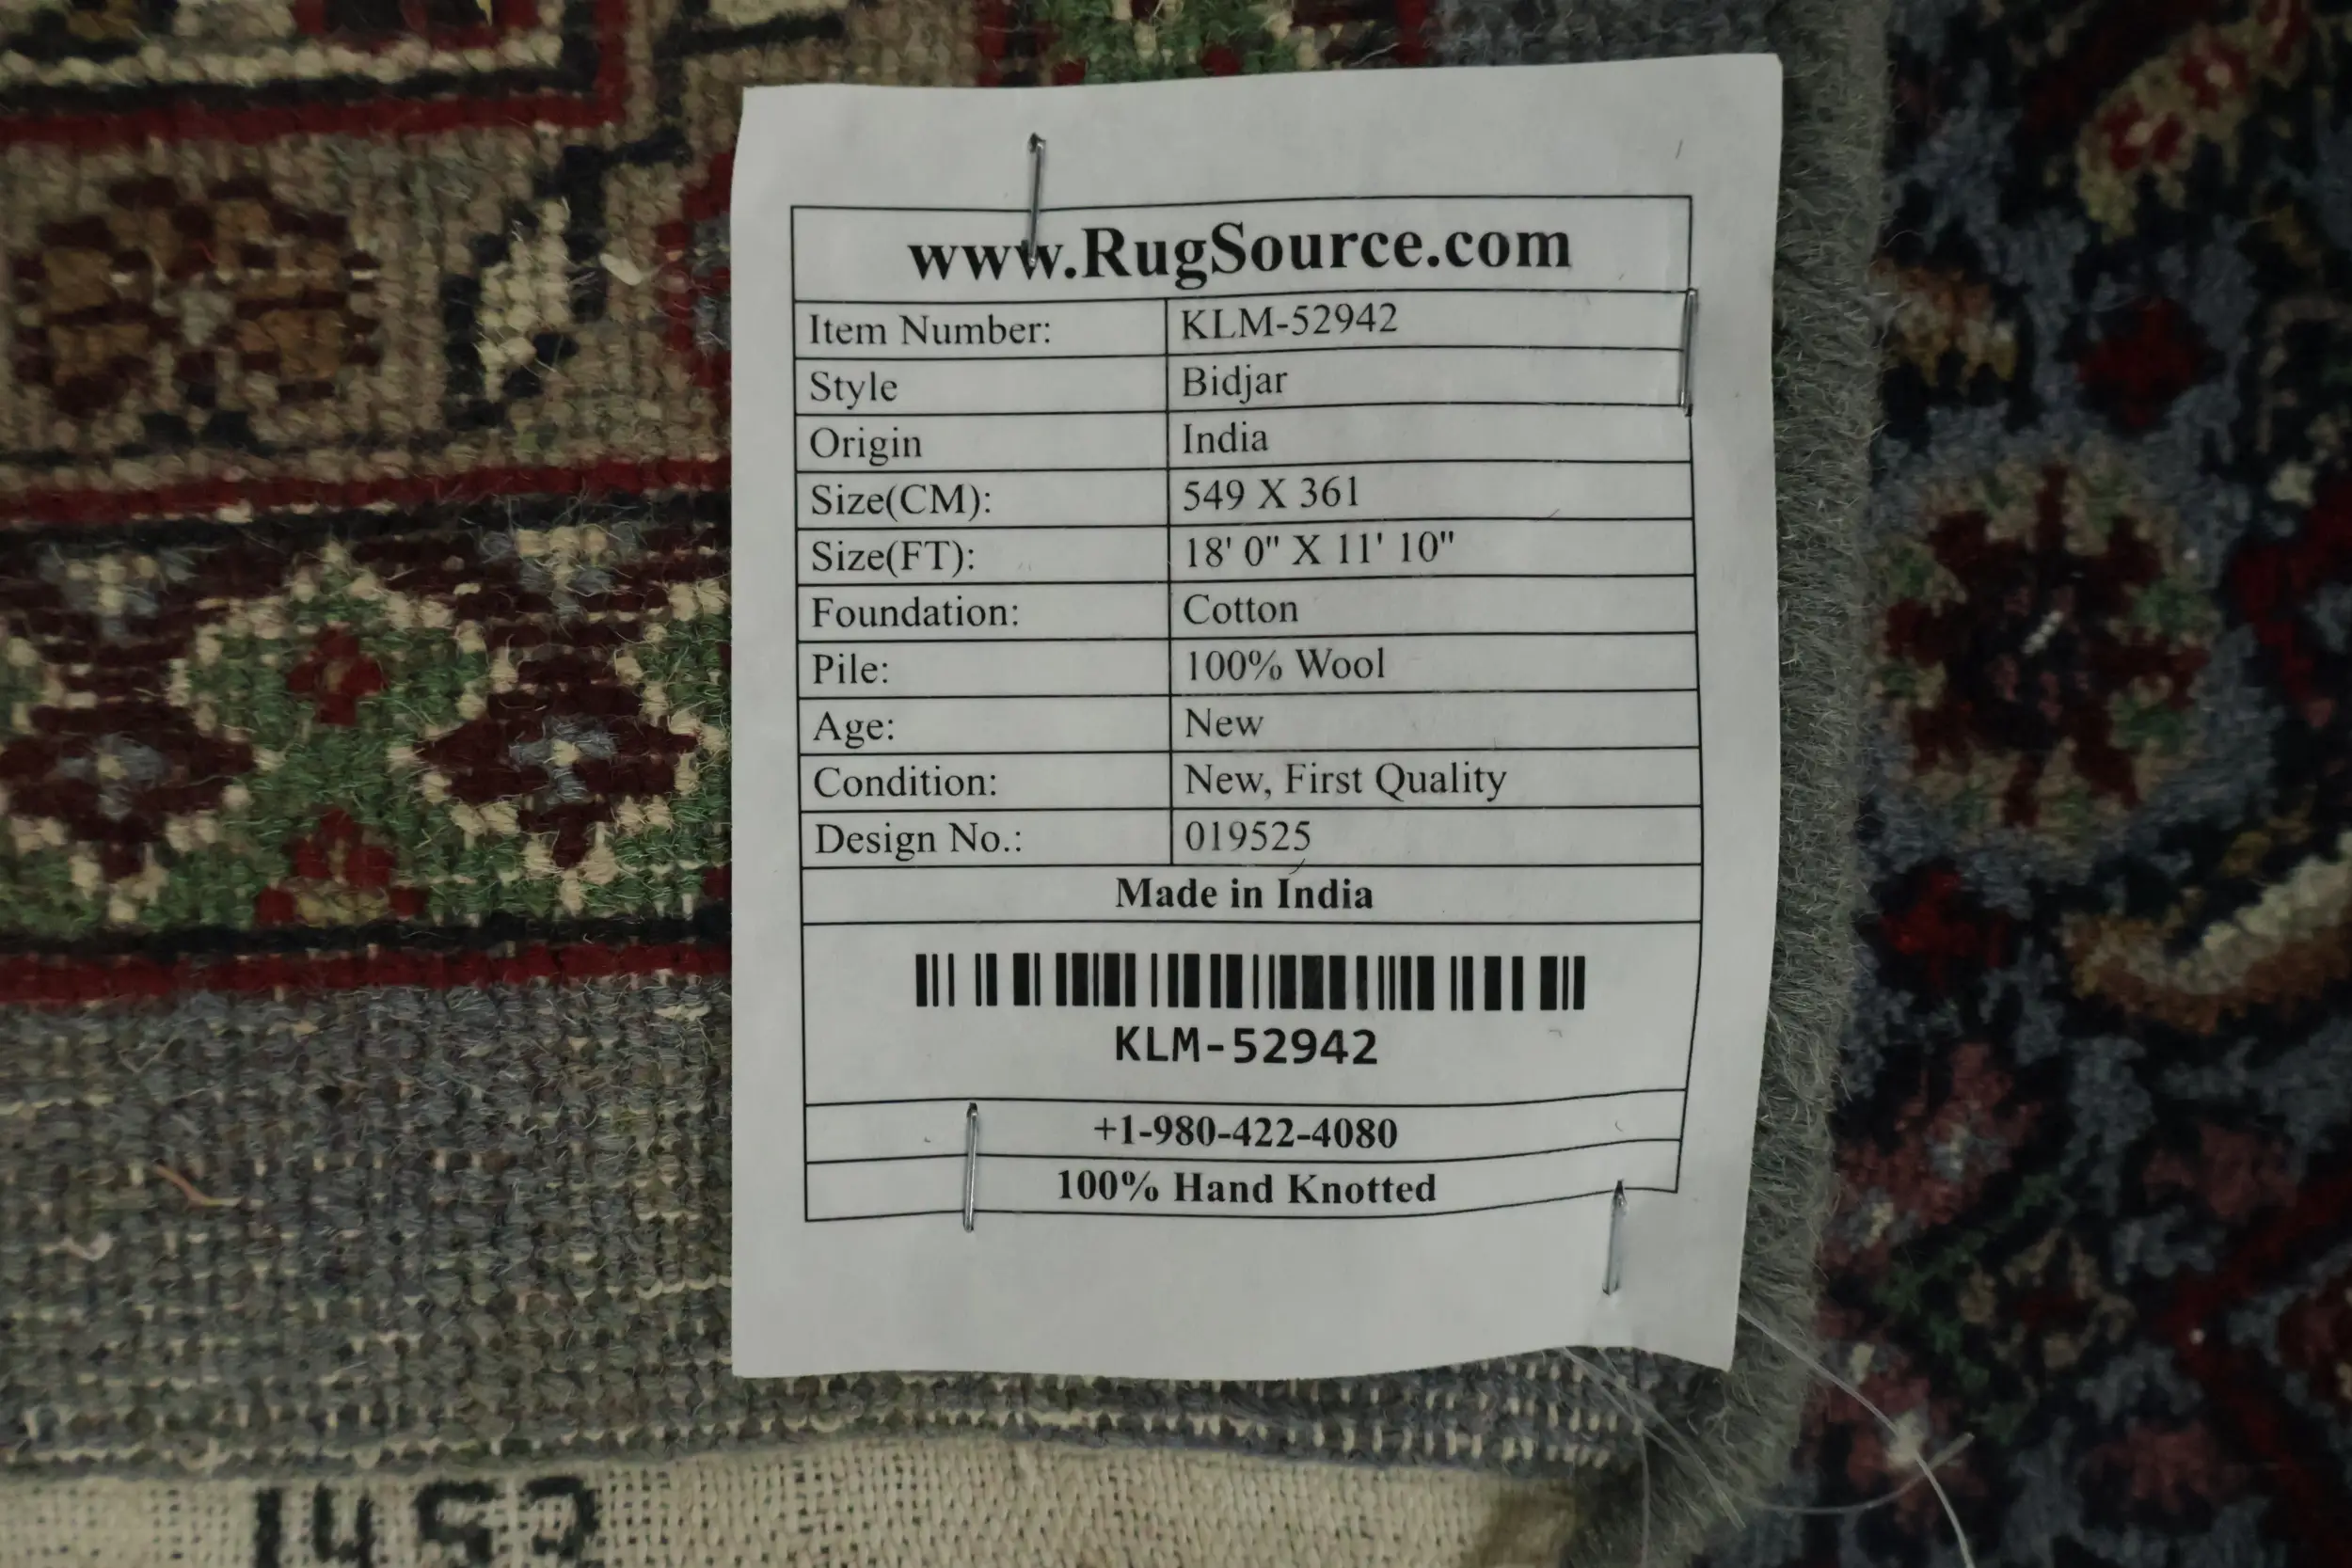 www.RugSource.com
Item Number: KLM-52942
Style Bidjar
Origin India
Size(CM): 549 X 361
Size(FT): 18' 0" X 11' 10"
Foundation: Cotton
Pile: 100% Wool
Age: New
Condition: New, First Quality
Design No.: 019525
Made in India
KLM-52942
+1-980-422-4080
100% Hand Knotted